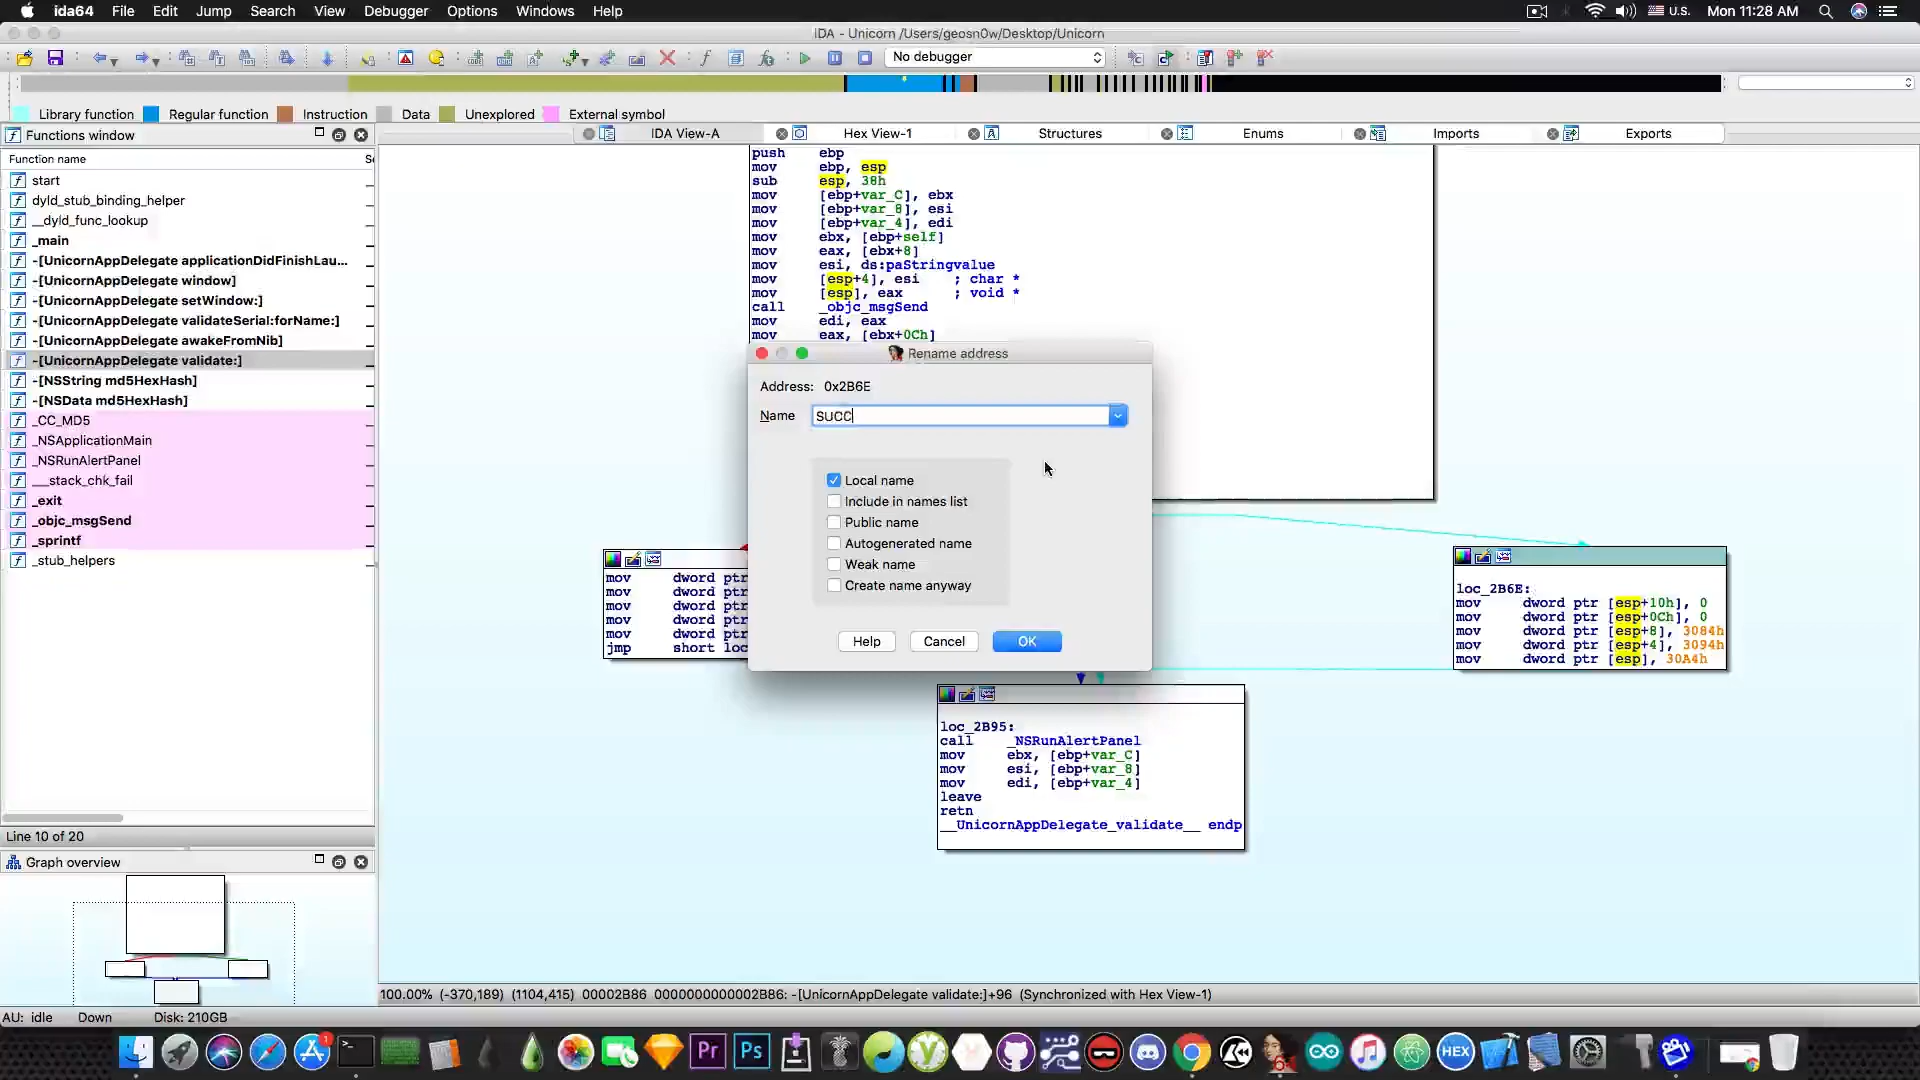 ida64 File Edit Jump Search View Debugger Options Windows Help U.S. Mon 11:28 AM
IDA - Unicorn /Users/geosn0w/Desktop/Unicorn
No debugger
Library function Regular function Instruction Data Unexplored External symbol
Functions window
IDA View-A Hex View-1 Structures Enums Imports Exports
Function name
start
dyld_stub_binding_helper
__dyld_func_lookup
_main
-[UnicornAppDelegate applicationDidFinishLau...
-[UnicornAppDelegate window]
-[UnicornAppDelegate setWindow:]
-[UnicornAppDelegate validateSerial:forName:]
-[UnicornAppDelegate awakeFromNib]
-[UnicornAppDelegate validate:]
-[NSString md5HexHash]
-[NSData md5HexHash]
_CC_MD5
_NSApplicationMain
_NSRunAlertPanel
___stack_chk_fail
_exit
_objc_msgSend
_sprintf
_stub_helpers
Line 10 of 20
Graph overview
push ebp
mov ebp, esp
sub esp, 38h
mov [ebp+var_C], ebx
mov [ebp+var_8], esi
mov [ebp+var_4], edi
mov ebx, [ebp+self]
mov eax, [ebx+8]
mov esi, ds:paStringvalue
mov [esp+4], esi ; char *
mov [esp], eax ; void *
call _objc_msgSend
mov edi, eax
mov eax, [ebx+0Ch]
Rename address
Address: 0x2B6E
Name SUCC
Local name
Include in names list
Public name
Autogenerated name
Weak name
Create name anyway
Help Cancel OK
mov dword ptr
mov dword ptr
mov dword ptr
mov dword ptr
mov dword ptr
jmp short loc
loc_2B6E:
mov dword ptr [esp+10h], 0
mov dword ptr [esp+0Ch], 0
mov dword ptr [esp+8], 3084h
mov dword ptr [esp+4], 3094h
mov dword ptr [esp], 30A4h
loc_2B95:
call _NSRunAlertPanel
mov ebx, [ebp+var_C]
mov esi, [ebp+var_8]
mov edi, [ebp+var_4]
leave
retn
__UnicornAppDelegate_validate__ endp
100.00% (-370,189) (1104,415) 00002B86 0000000000002B86: -[UnicornAppDelegate validate:]+96 (Synchronized with Hex View-1)
AU: idle Down Disk: 210GB
Pr Ps HEX